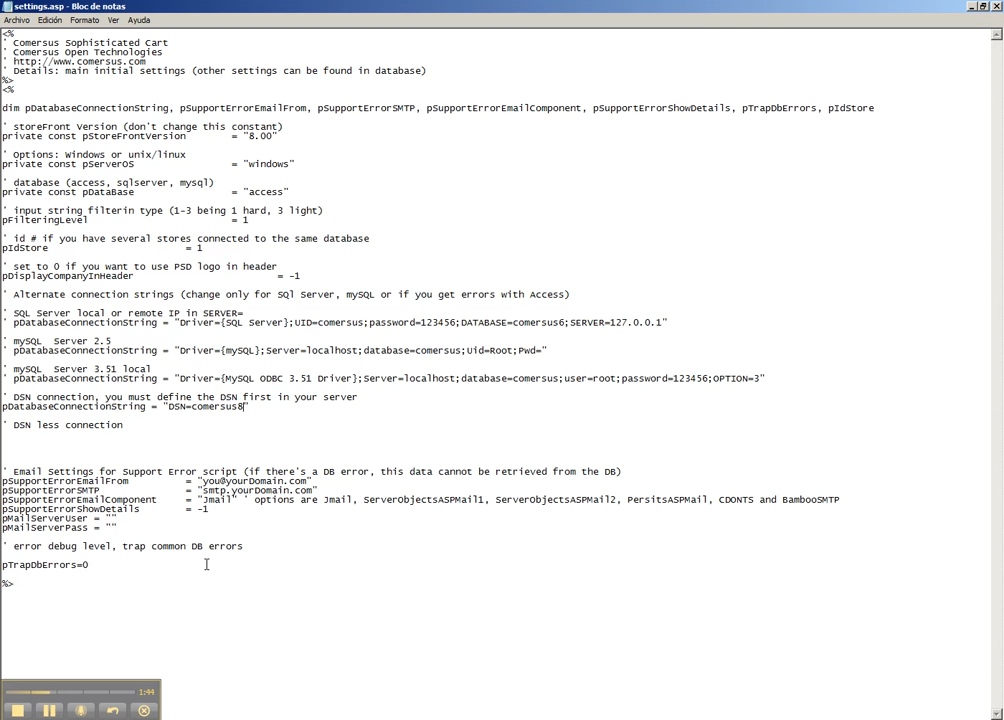 settings.asp - Bloc de notas
Archivo Edición Formato Ver Ayuda
<%
' Comersus Sophisticated Cart
' Comersus Open Technologies
' http://www.comersus.com
' Details: main initial settings (other settings can be found in database)
%>
<%
dim pDatabaseConnectionString, pSupportErrorEmailFrom, pSupportErrorSMTP, pSupportErrorEmailComponent, pSupportErrorShowDetails, pTrapDbErrors, pIdStore
' storeFront Version (don't change this constant)
private const pStoreFrontVersion = "8.00"
' Options: Windows or unix/linux
private const pServerOS = "windows"
' database (access, sqlserver, mysql)
private const pDataBase = "access"
' input string filterin type (1-3 being 1 hard, 3 light)
pFilteringLevel = 1
' id # if you have several stores connected to the same database
pIdStore = 1
' set to 0 if you want to use PSD logo in header
pDisplayCompanyInHeader = -1
' Alternate connection strings (change only for SQl Server, mySQL or if you get errors with Access)
' SQL Server local or remote IP in SERVER=
' pDatabaseConnectionString = "Driver={SQL Server};UID=comersus;password=123456;DATABASE=comersus6;SERVER=127.0.0.1"
' mySQL Server 2.5
' pDatabaseConnectionString = "Driver={mySQL};Server=localhost;database=comersus;Uid=Root;Pwd="
' mySQL Server 3.51 local
' pDatabaseConnectionString = "Driver={MySQL ODBC 3.51 Driver};Server=localhost;database=comersus;user=root;password=123456;OPTION=3"
' DSN connection, you must define the DSN first in your server
pDatabaseConnectionString = "DSN=comersus8"
' DSN less connection
' Email Settings for Support Error script (if there's a DB error, this data cannot be retrieved from the DB)
pSupportErrorEmailFrom = "you@yourDomain.com"
pSupportErrorSMTP = "smtp.yourDomain.com"
pSupportErrorEmailComponent = "Jmail" ' options are Jmail, ServerObjectsASPMail1, ServerObjectsASPMail2, PersitsASPMail, CDONTS and BambooSMTP
pSupportErrorShowDetails = -1
pMailServerUser = ""
pMailServerPass = ""
' error debug level, trap common DB errors
pTrapDbErrors=0
%>
1:44